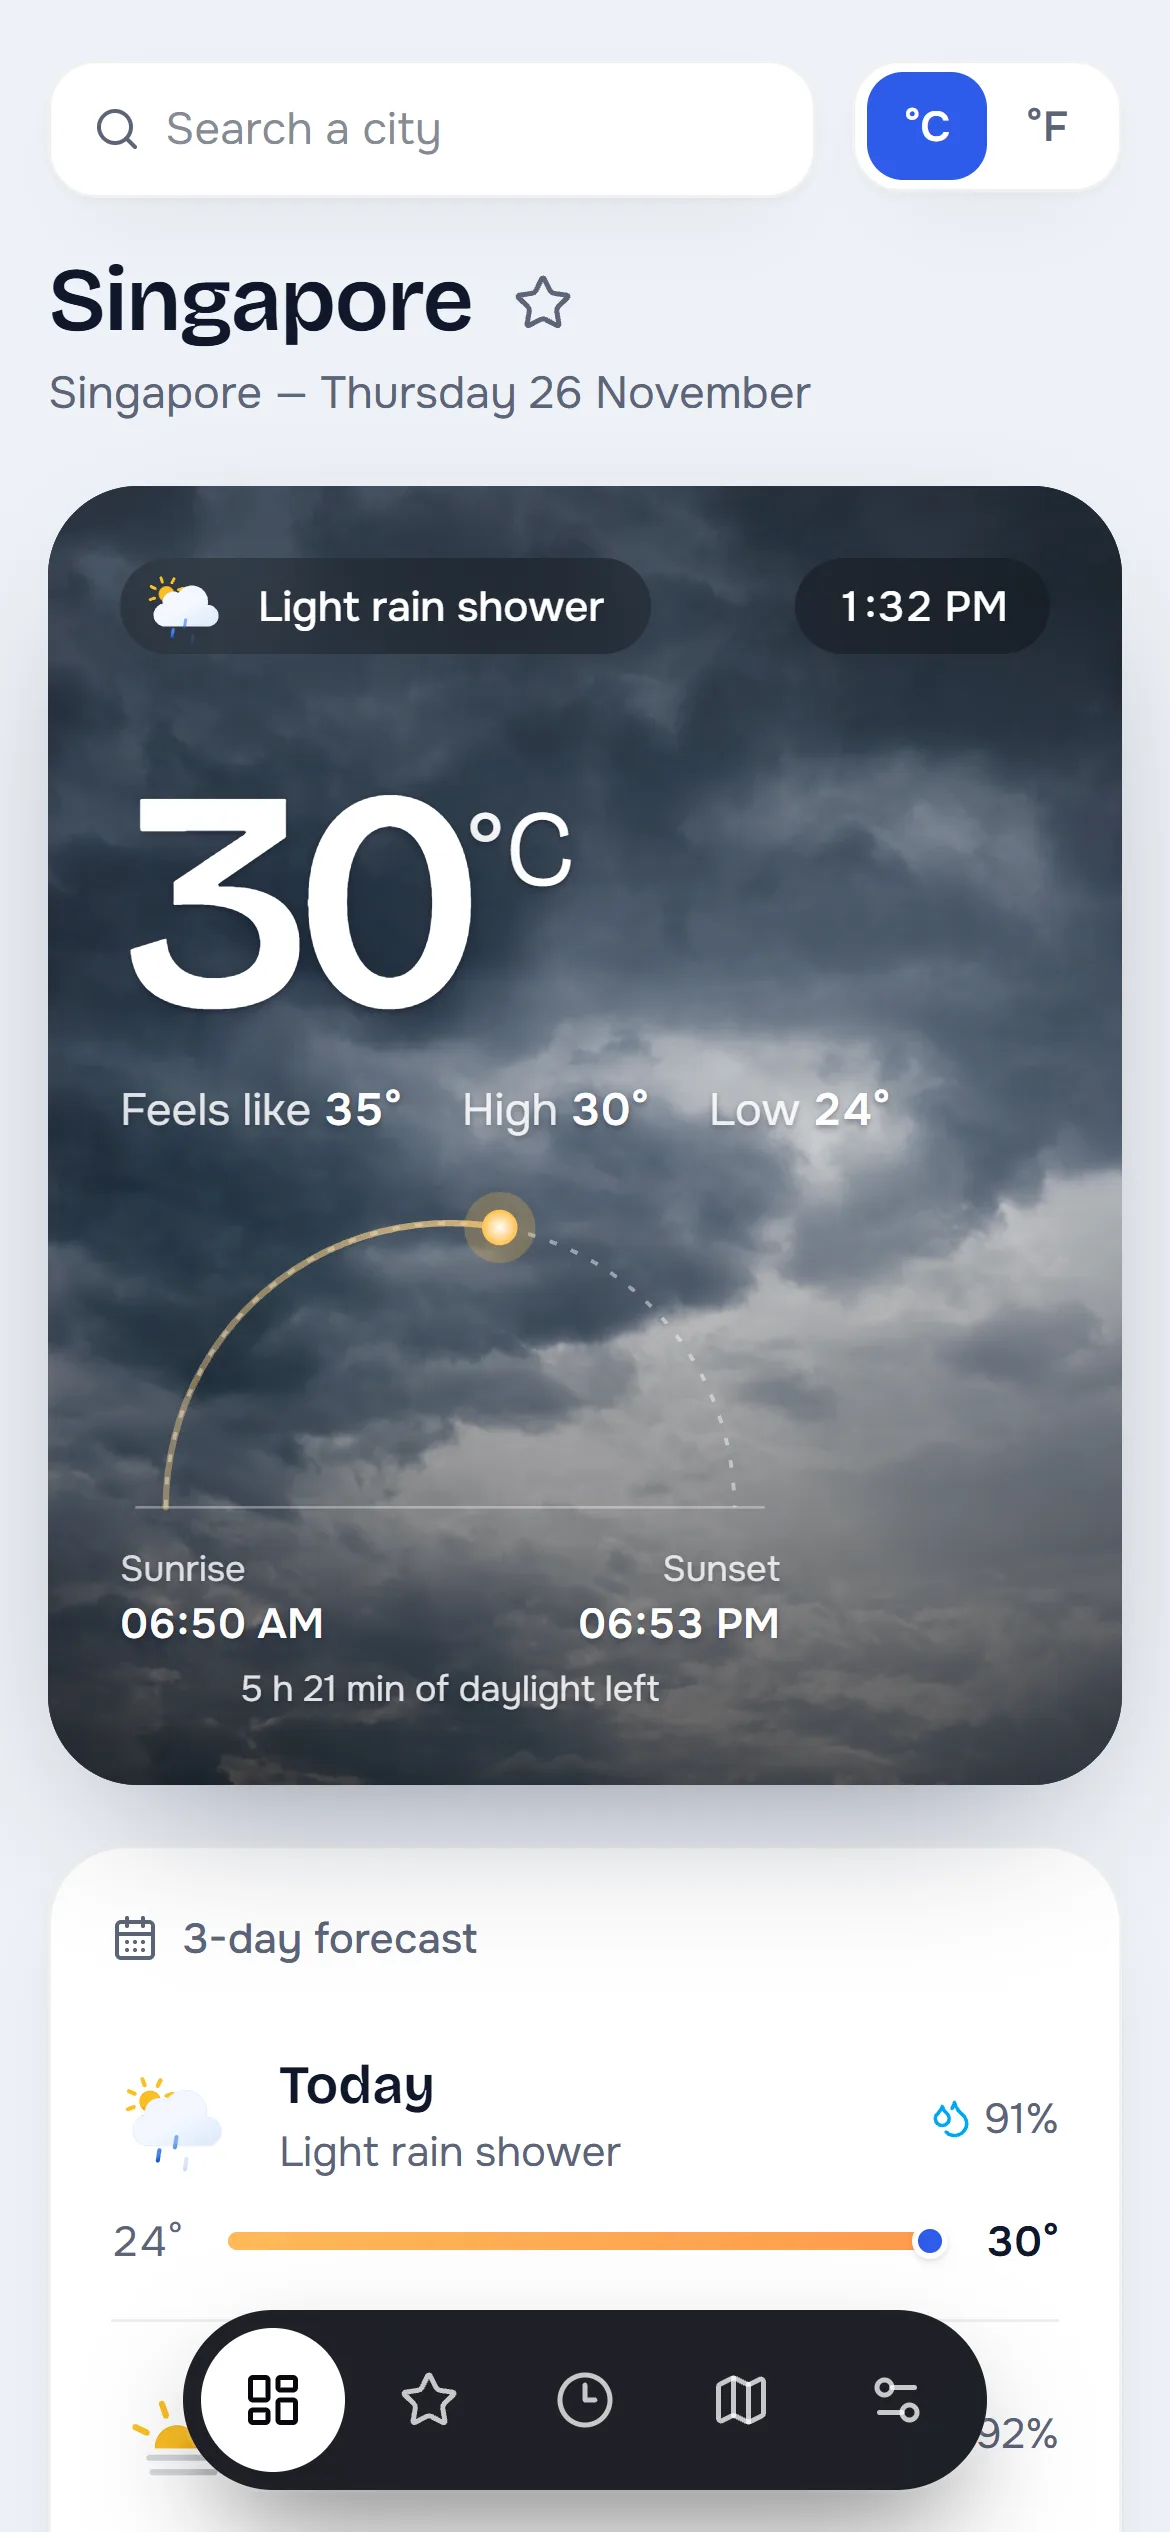 Search a city
°C
°F
Singapore
Singapore — Thursday 26 November
Light rain shower
1:32 PM
30°C
Feels like 35° High 30° Low 24°
Sunrise
Sunset
06:50 AM
06:53 PM
5 h 21 min of daylight left
3-day forecast
Today
Light rain shower
91%
24°
30°
92%